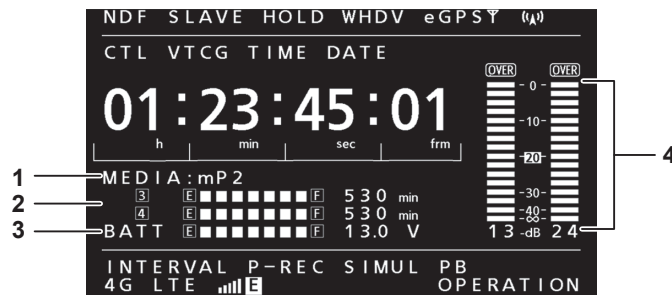 NDF SLAVE HOLD WHDV eGPS
CTL VTCG TIME DATE
OVER OVER
01:23:45:01
h min sec frm
0
-10-
-20-
-30-
-40-
-∞-
13 -dB 24
4
1 MEDIA:mP2
2 3 E F 530 min
4 E F 530 min
3 BATT E F 13.0 V
INTERVAL P-REC SIMUL PB
4G LTE E OPERATION